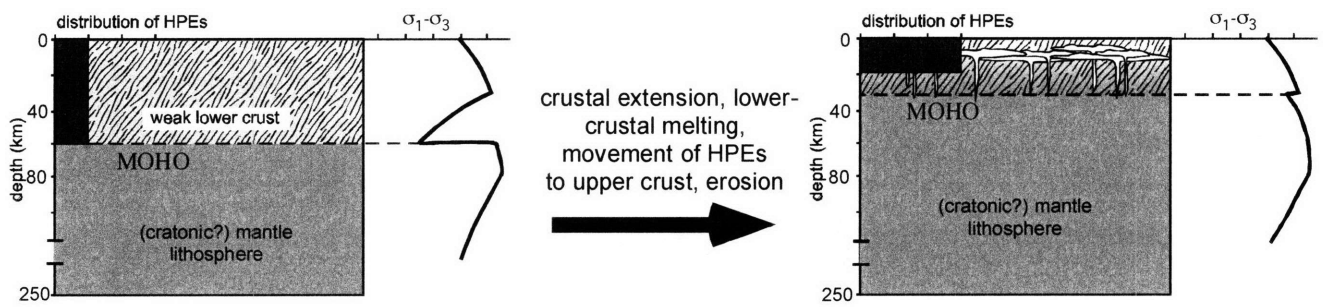 distribution of HPEs
σ1-σ3
0
40
80
250
depth (km)
weak lower crust
MOHO
(cratonic?) mantle
lithosphere
crustal extension, lower-
crustal melting,
movement of HPEs
to upper crust, erosion
distribution of HPEs
σ1-σ3
0
40
80
250
depth (km)
MOHO
(cratonic?) mantle
lithosphere